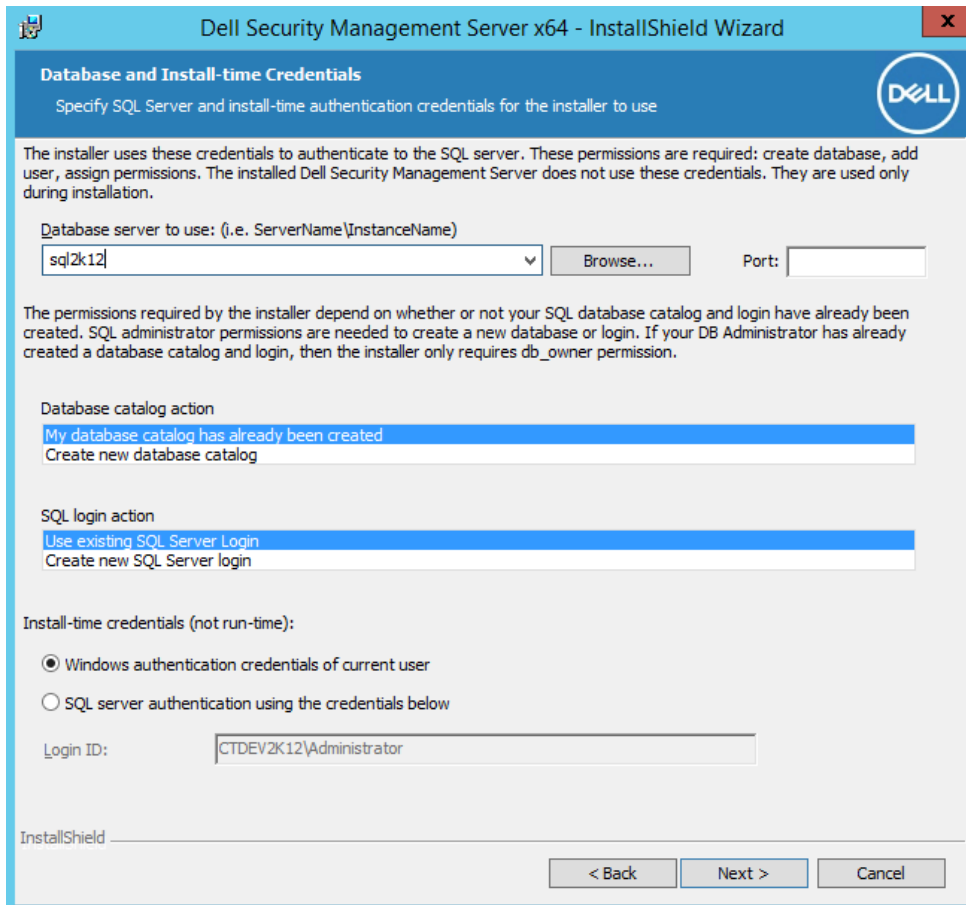 Dell Security Management Server x64 - InstallShield Wizard
x
Database and Install-time Credentials
Specify SQL Server and install-time authentication credentials for the installer to use
DELL
The installer uses these credentials to authenticate to the SQL server. These permissions are required: create database, add
user, assign permissions. The installed Dell Security Management Server does not use these credentials. They are used only
during installation.
Database server to use: (i.e. ServerName\InstanceName)
sql2k12
Browse...
Port:
The permissions required by the installer depend on whether or not your SQL database catalog and login have already been
created. SQL administrator permissions are needed to create a new database or login. If your DB Administrator has already
created a database catalog and login, then the installer only requires db_owner permission.
Database catalog action
My database catalog has already been created
Create new database catalog
SQL login action
Use existing SQL Server Login
Create new SQL Server login
Install-time credentials (not run-time):
Windows authentication credentials of current user
SQL server authentication using the credentials below
Login ID:
CTDEV2K12\Administrator
InstallShield
< Back
Next >
Cancel